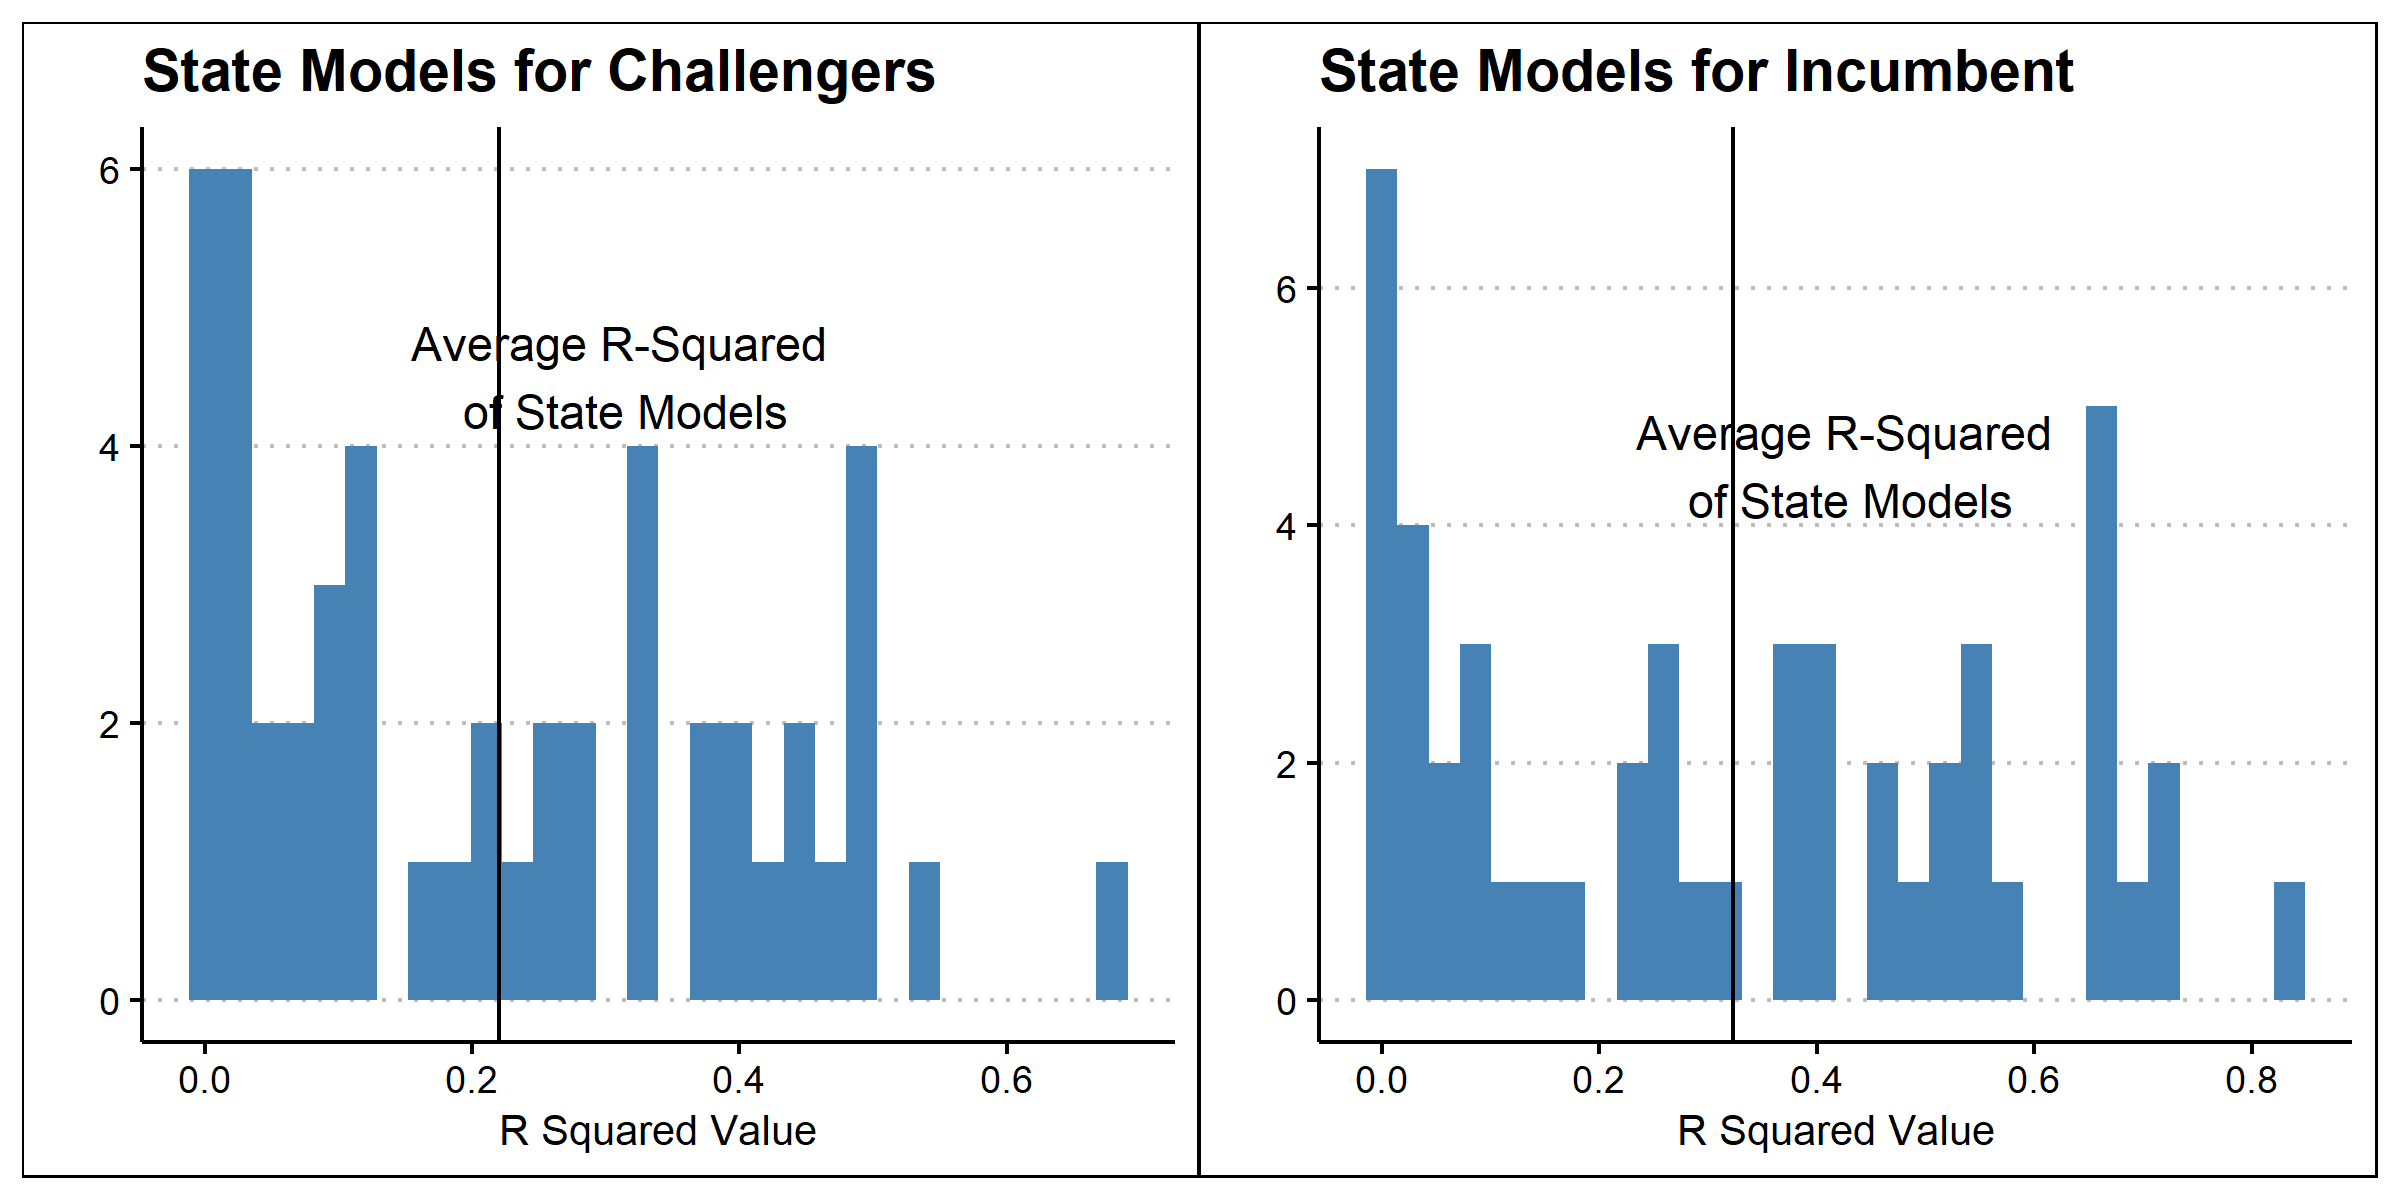 State Models for Challengers
6
4
2
0
Average R-Squared
of State Models
0.0 0.2 0.4 0.6
R Squared Value
State Models for Incumbent
6
4
2
0
Average R-Squared
of State Models
0.0 0.2 0.4 0.6 0.8
R Squared Value